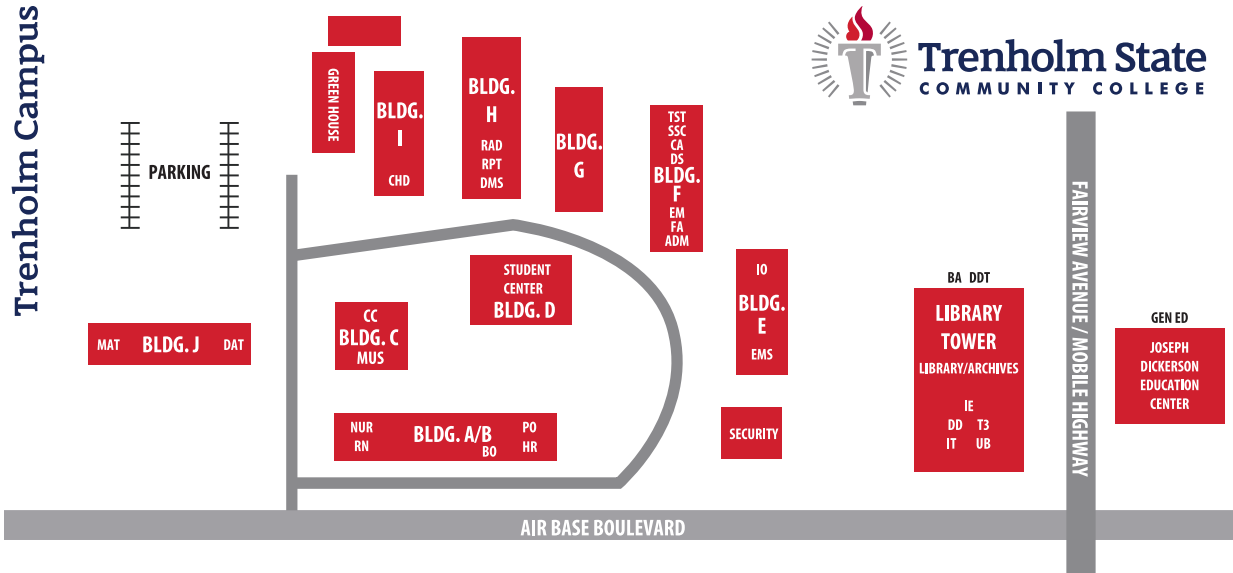 Trenholm Campus
Trenholm State
COMMUNITY COLLEGE
PARKING
GREEN HOUSE
BLDG.
I
CHD
BLDG.
H
RAD
RPT
DMS
BLDG.
G
TST
SSC
CA
DS
BLDG.
F
EM
FA
ADM
STUDENT
CENTER
BLDG. D
CC
BLDG. C
MUS
MAT BLDG. J DAT
IO
BLDG.
E
EMS
NUR BLDG. A/B PO
RN BO HR
SECURITY
BA DDT
LIBRARY
TOWER
LIBRARY/ARCHIVES
IE
DD T3
IT UB
FAIRVIEW AVENUE / MOBILE HIGHWAY
GEN ED
JOSEPH
DICKERSON
EDUCATION
CENTER
AIR BASE BOULEVARD